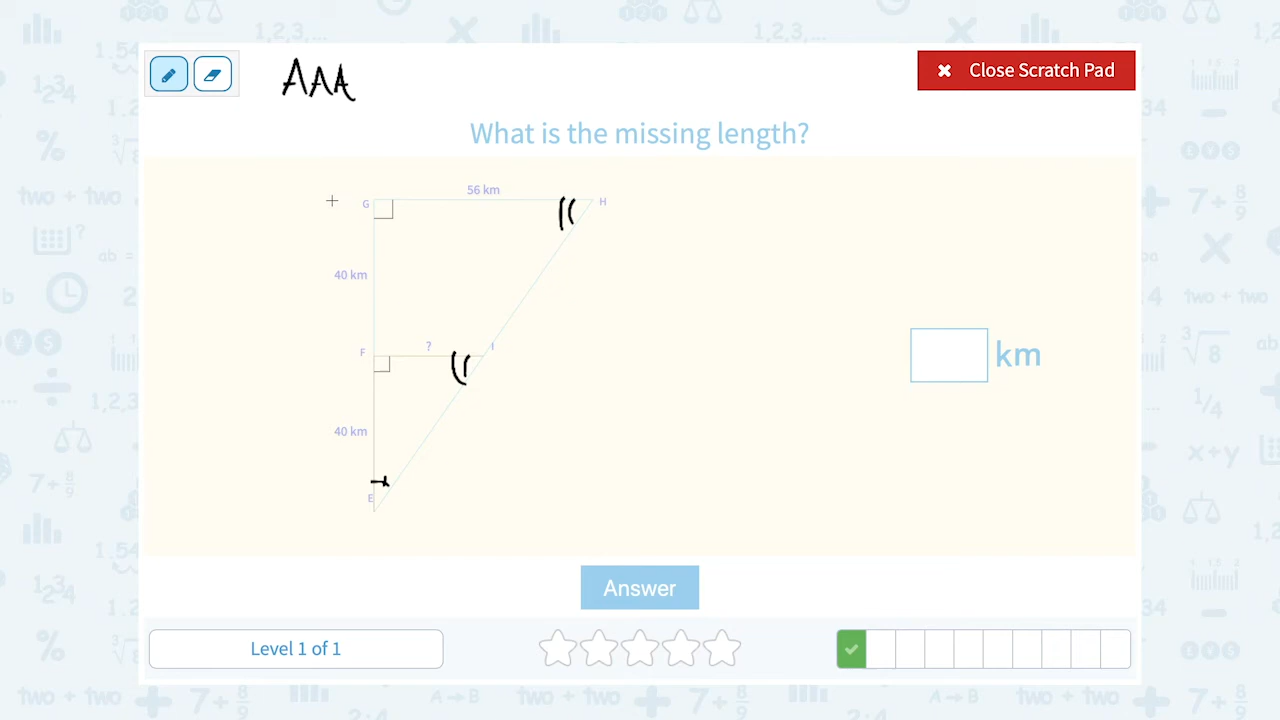 AAA
Close Scratch Pad
What is the missing length?
56 km
G
H
40 km
F
?
I
km
40 km
E
Answer
Level 1 of 1